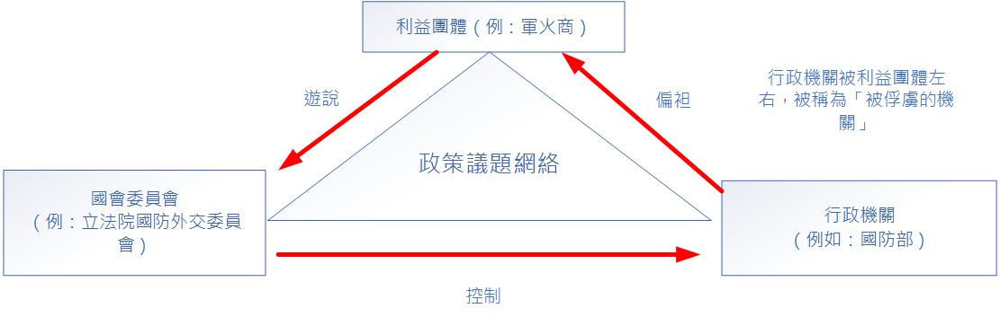 利益團體（例：軍火商）
遊說
偏袒
行政機關被利益團體左
右，被稱為「被俘虜的機
關」
政策議題網絡
國會委員會
（例：立法院國防外交委員
會）
行政機關
（例如：國防部）
控制